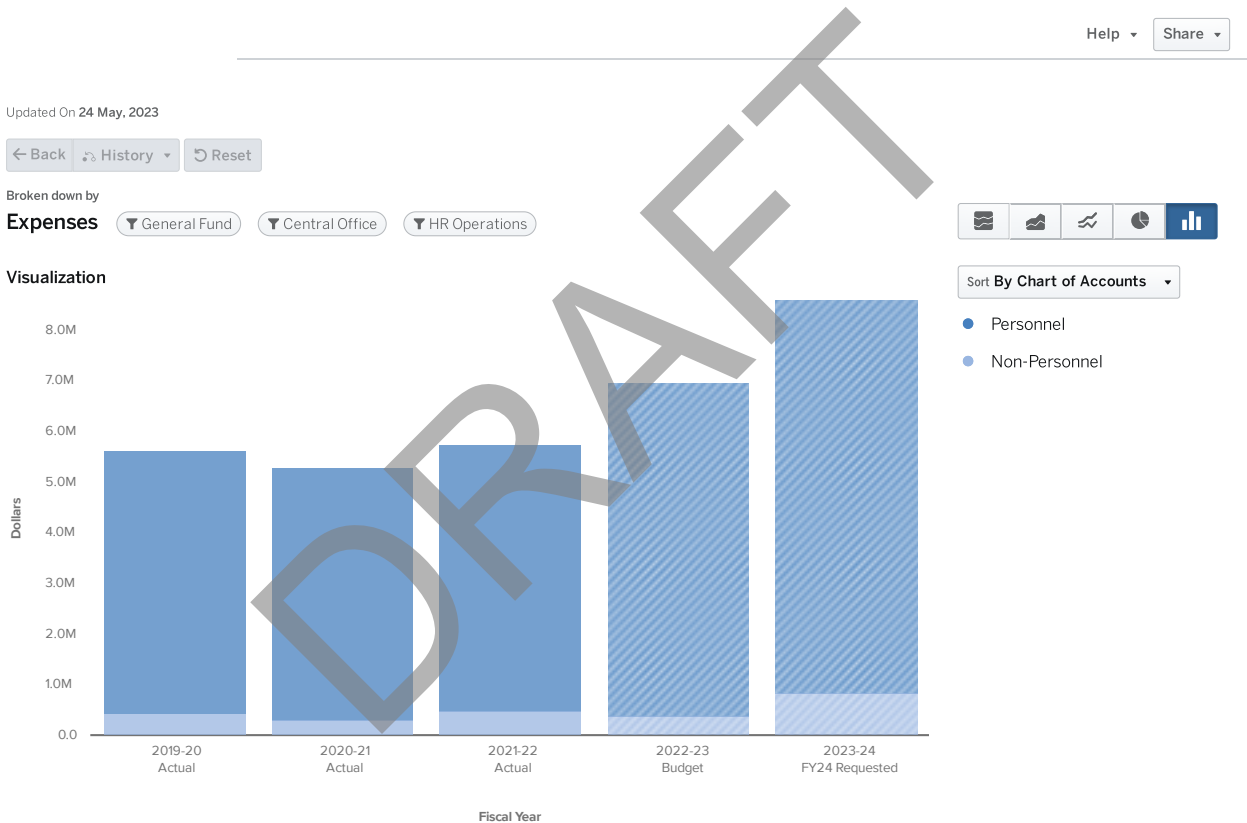 Help
Share
Updated On 24 May, 2023
Back
History
Reset
Broken down by
Expenses
General Fund
Central Office
HR Operations
Visualization
Sort By Chart of Accounts
Personnel
Non-Personnel
8.0M
7.0M
6.0M
5.0M
4.0M
3.0M
2.0M
1.0M
0.0
Dollars
2019-20
Actual
2020-21
Actual
2021-22
Actual
2022-23
Budget
2023-24
FY24 Requested
Fiscal Year
DRAFT